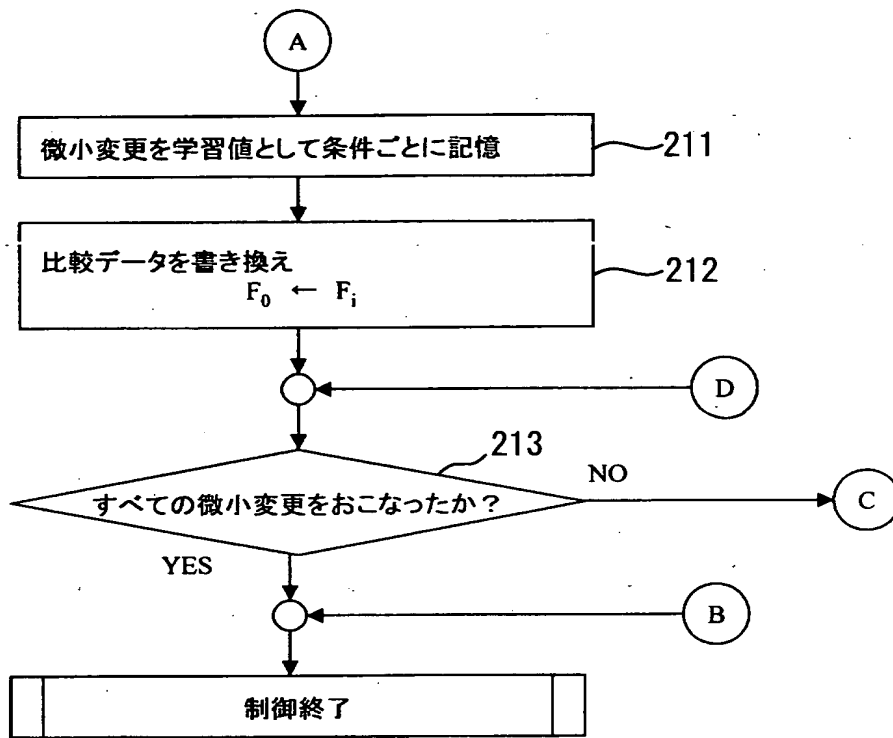 A
微小変更を学習値として条件ごとに記憶
211
比較データを書き換え
F₀ ← Fᵢ
212
D
213
すべての微小変更をおこなったか?
NO
C
YES
B
制御終了